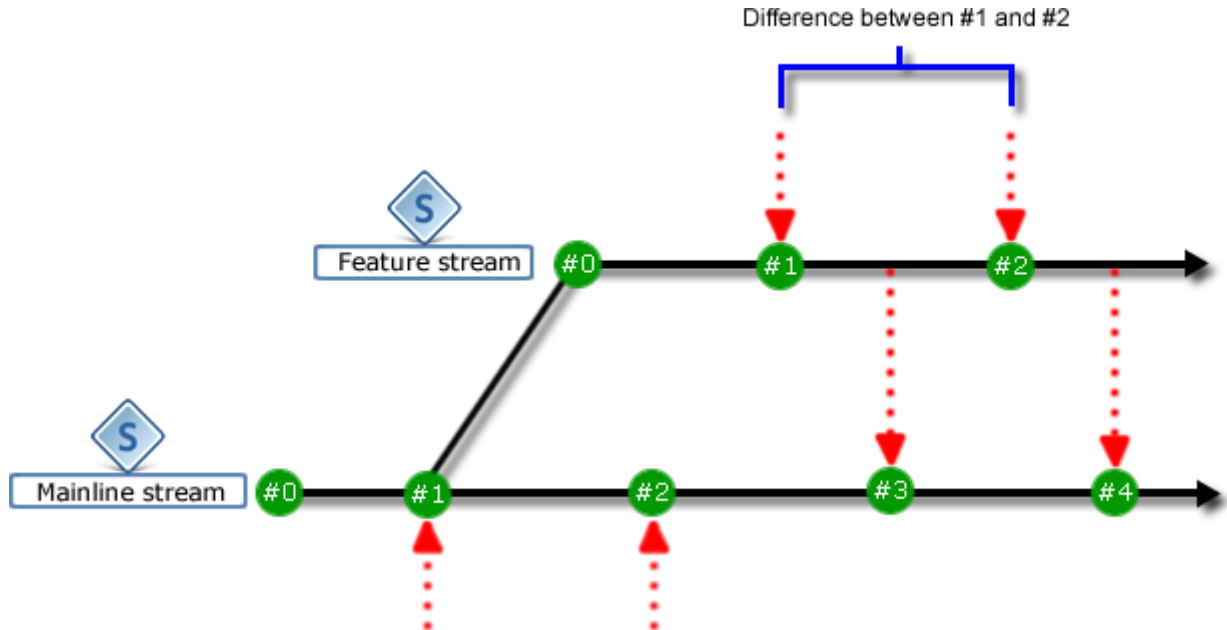 Difference between #1 and #2
S
Feature stream
#0 #1 #2
S
Mainline stream
#0 #1 #2 #3 #4